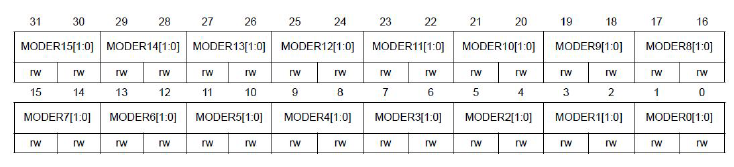 31 30 29 28 27 26 25 24 23 22 21 20 19 18 17 16
MODER15[1:0] MODER14[1:0] MODER13[1:0] MODER12[1:0] MODER11[1:0] MODER10[1:0] MODER9[1:0] MODER8[1:0]
rw rw rw rw rw rw rw rw rw rw rw rw rw rw rw rw
15 14 13 12 11 10 9 8 7 6 5 4 3 2 1 0
MODER7[1:0] MODER6[1:0] MODER5[1:0] MODER4[1:0] MODER3[1:0] MODER2[1:0] MODER1[1:0] MODER0[1:0]
rw rw rw rw rw rw rw rw rw rw rw rw rw rw rw rw